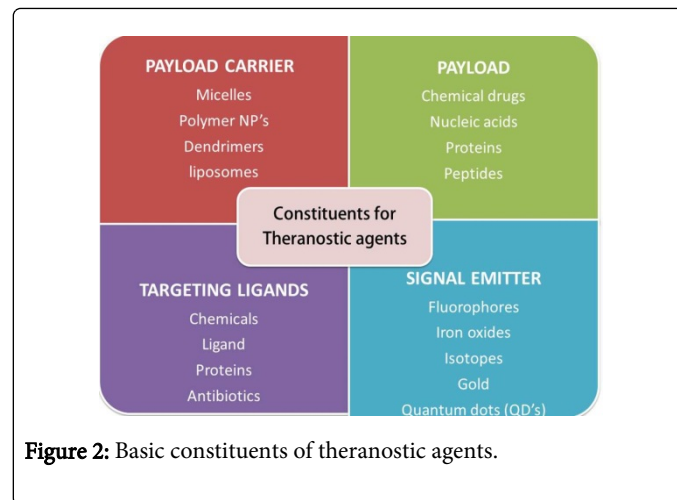 PAYLOAD CARRIER
Micelles
Polymer NP's
Dendrimers
liposomes
PAYLOAD
Chemical drugs
Nucleic acids
Proteins
Peptides
Constituents for
Theranostic agents
TARGETING LIGANDS
Chemicals
Ligand
Proteins
Antibiotics
SIGNAL EMITTER
Fluorophores
Iron oxides
Isotopes
Gold
Quantum dots (QD's)
Figure 2: Basic constituents of theranostic agents.